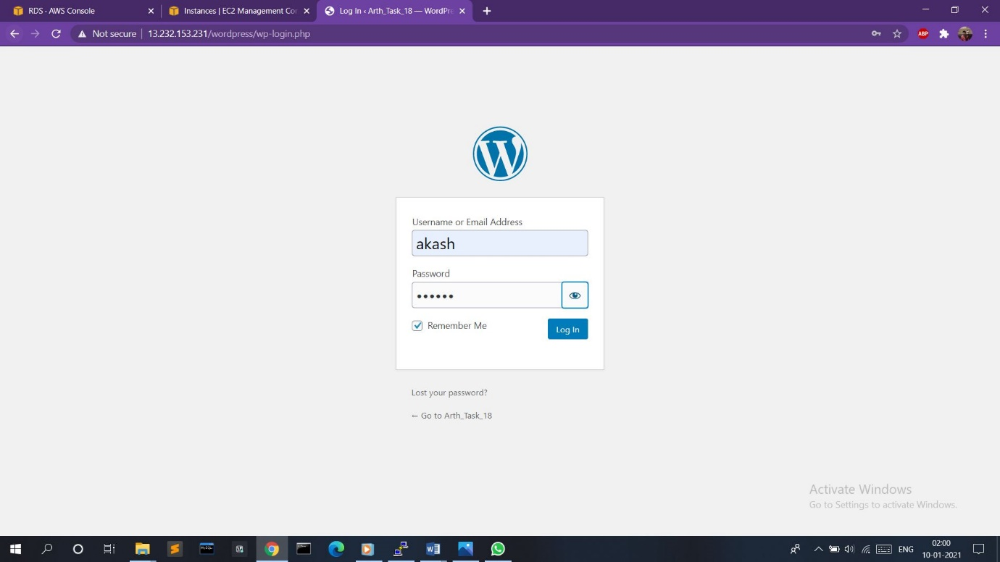 RDS · AWS Console
Instances | EC2 Management Co
Log In ‹ Arth_Task_18 — WordPre
Not secure
13.232.153.231/wordpress/wp-login.php
ABP
Username or Email Address
akash
Password
••••••
Remember Me
Log In
Lost your password?
← Go to Arth_Task_18
Activate Windows
Go to Settings to activate Windows.
MySQL
ENG
02:00
10-01-2021